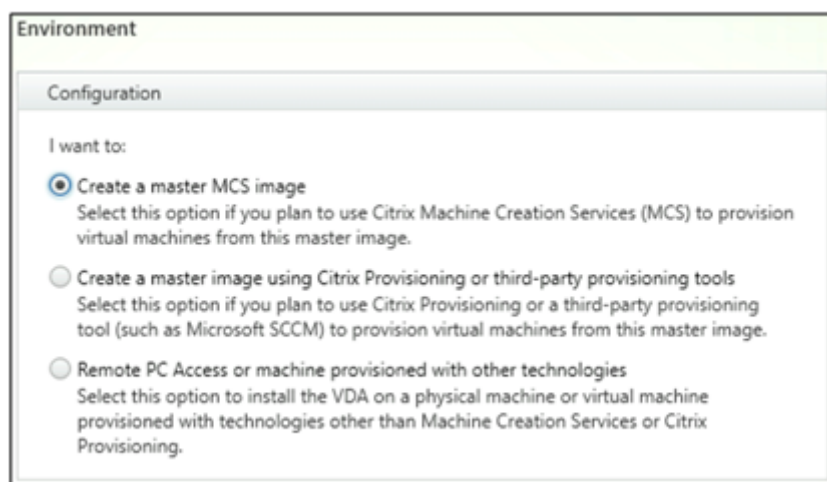 Environment
Configuration
I want to:
Create a master MCS image
Select this option if you plan to use Citrix Machine Creation Services (MCS) to provision
virtual machines from this master image.
Create a master image using Citrix Provisioning or third-party provisioning tools
Select this option if you plan to use Citrix Provisioning or a third-party provisioning
tool (such as Microsoft SCCM) to provision virtual machines from this master image.
Remote PC Access or machine provisioned with other technologies
Select this option to install the VDA on a physical machine or virtual machine
provisioned with technologies other than Machine Creation Services or Citrix
Provisioning.